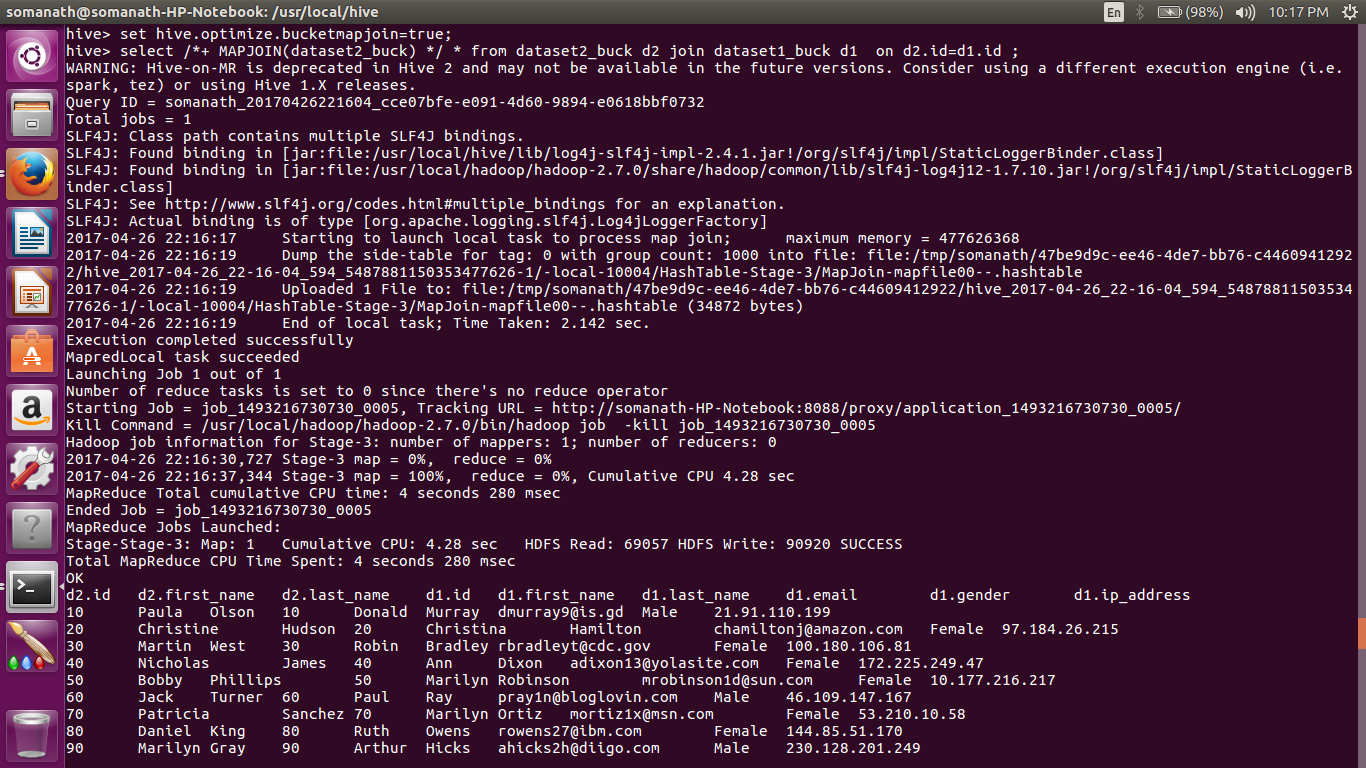 somanath@somanath-HP-Notebook: /usr/local/hive
En
(98%)
10:17 PM
hive> set hive.optimize.bucketmapjoin=true;
hive> select /*+ MAPJOIN(dataset2_buck) */ * from dataset2_buck d2 join dataset1_buck d1  on d2.id=d1.id ;
WARNING: Hive-on-MR is deprecated in Hive 2 and may not be available in the future versions. Consider using a different execution engine (i.e.
spark, tez) or using Hive 1.X releases.
Query ID = somanath_20170426221604_cce07bfe-e091-4d60-9894-e0618bbf0732
Total jobs = 1
SLF4J: Class path contains multiple SLF4J bindings.
SLF4J: Found binding in [jar:file:/usr/local/hive/lib/log4j-slf4j-impl-2.4.1.jar!/org/slf4j/impl/StaticLoggerBinder.class]
SLF4J: Found binding in [jar:file:/usr/local/hadoop/hadoop-2.7.0/share/hadoop/common/lib/slf4j-log4j12-1.7.10.jar!/org/slf4j/impl/StaticLoggerB
inder.class]
SLF4J: See http://www.slf4j.org/codes.html#multiple_bindings for an explanation.
SLF4J: Actual binding is of type [org.apache.logging.slf4j.Log4jLoggerFactory]
2017-04-26 22:16:17     Starting to launch local task to process map join;      maximum memory = 477626368
2017-04-26 22:16:19     Dump the side-table for tag: 0 with group count: 1000 into file: file:/tmp/somanath/47be9d9c-ee46-4de7-bb76-c4460941292
2/hive_2017-04-26_22-16-04_594_5487881150353477626-1/-local-10004/HashTable-Stage-3/MapJoin-mapfile00--.hashtable
2017-04-26 22:16:19     Uploaded 1 File to: file:/tmp/somanath/47be9d9c-ee46-4de7-bb76-c44609412922/hive_2017-04-26_22-16-04_594_54878811503534
77626-1/-local-10004/HashTable-Stage-3/MapJoin-mapfile00--.hashtable (34872 bytes)
2017-04-26 22:16:19     End of local task; Time Taken: 2.142 sec.
Execution completed successfully
MapredLocal task succeeded
Launching Job 1 out of 1
Number of reduce tasks is set to 0 since there's no reduce operator
Starting Job = job_1493216730730_0005, Tracking URL = http://somanath-HP-Notebook:8088/proxy/application_1493216730730_0005/
Kill Command = /usr/local/hadoop/hadoop-2.7.0/bin/hadoop job  -kill job_1493216730730_0005
Hadoop job information for Stage-3: number of mappers: 1; number of reducers: 0
2017-04-26 22:16:30,727 Stage-3 map = 0%,  reduce = 0%
2017-04-26 22:16:37,344 Stage-3 map = 100%,  reduce = 0%, Cumulative CPU 4.28 sec
MapReduce Total cumulative CPU time: 4 seconds 280 msec
Ended Job = job_1493216730730_0005
MapReduce Jobs Launched:
Stage-Stage-3: Map: 1   Cumulative CPU: 4.28 sec   HDFS Read: 69057 HDFS Write: 90920 SUCCESS
Total MapReduce CPU Time Spent: 4 seconds 280 msec
OK
d2.id   d2.first_name   d2.last_name    d1.id   d1.first_name   d1.last_name    d1.email        d1.gender       d1.ip_address
10      Paula   Olson   10      Donald  Murray  dmurray9@is.gd  Male    21.91.110.199
20      Christine       Hudson  20      Christina       Hamilton        chamiltonj@amazon.com   Female  97.184.26.215
30      Martin  West    30      Robin   Bradley rbradleyt@cdc.gov       Female  100.180.106.81
40      Nicholas        James   40      Ann     Dixon   adixon13@yolasite.com   Female  172.225.249.47
50      Bobby   Phillips        50      Marilyn Robinson        mrobinson1d@sun.com     Female  10.177.216.217
60      Jack    Turner  60      Paul    Ray     pray1n@bloglovin.com    Male    46.109.147.167
70      Patricia        Sanchez 70      Marilyn Ortiz   mortiz1x@msn.com        Female  53.210.10.58
80      Daniel  King    80      Ruth    Owens   rowens27@ibm.com        Female  144.85.51.170
90      Marilyn Gray    90      Arthur  Hicks   ahicks2h@diigo.com      Male    230.128.201.249